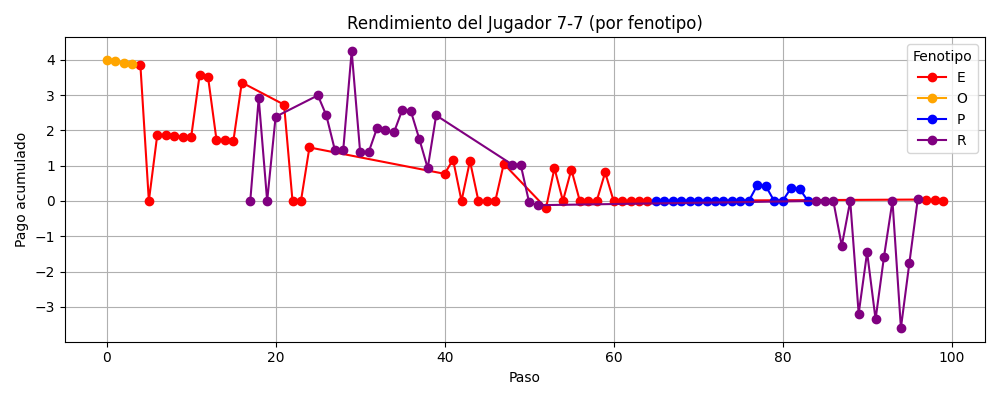 Rendimiento del Jugador 7-7 (por fenotipo)
Pago acumulado
4
3
2
1
0
−1
−2
−3
0
20
40
60
80
100
Paso
Fenotipo
E
O
P
R